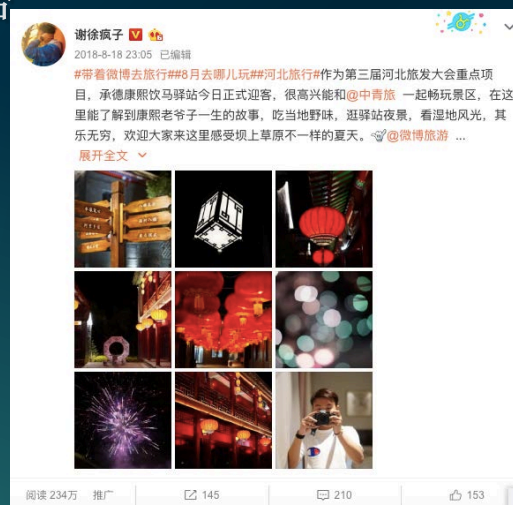 谢徐疯子
2018-8-18 23:05 已编辑
#带着微博去旅行##8月去哪儿玩##河北旅行#作为第三届河北旅发大会重点项
目，承德康熙饮马驿站今日正式迎客，很高兴能和@中青旅 一起畅玩景区，在这
里能了解到康熙老爷子一生的故事，吃当地野味，逛驿站夜景，看湿地风光，其
乐无穷，欢迎大家来这里感受坝上草原不一样的夏天。@微博旅游 ...
展开全文
阅读 234万 推广 145 210 153